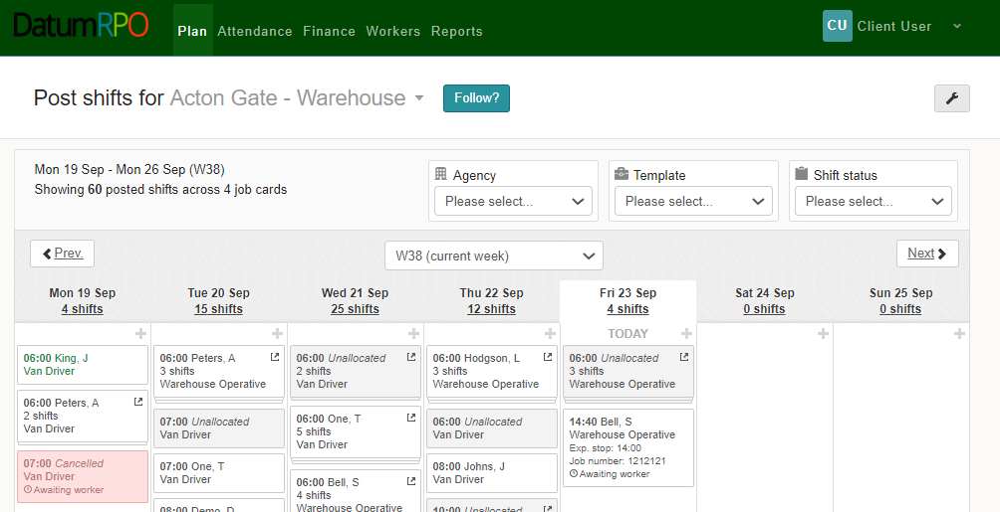 DatumRPO
Plan Attendance Finance Workers Reports
CU Client User
Post shifts for Acton Gate - Warehouse
Follow?
Mon 19 Sep - Mon 26 Sep (W38)
Showing 60 posted shifts across 4 job cards
Agency
Please select...
Template
Please select...
Shift status
Please select...
Prev.
W38 (current week)
Next
Mon 19 Sep
4 shifts
Tue 20 Sep
15 shifts
Wed 21 Sep
25 shifts
Thu 22 Sep
12 shifts
Fri 23 Sep
4 shifts
Sat 24 Sep
0 shifts
Sun 25 Sep
0 shifts
06:00 King, J
Van Driver
06:00 Peters, A
2 shifts
Van Driver
07:00 Cancelled
Van Driver
Awaiting worker
06:00 Peters, A
3 shifts
Warehouse Operative
07:00 Unallocated
Van Driver
07:00 One, T
Van Driver
08:00 Demo, D
06:00 Unallocated
2 shifts
Van Driver
06:00 One, T
5 shifts
Van Driver
06:00 Bell, S
4 shifts
Warehouse Operative
06:00 Hodgson, L
3 shifts
Warehouse Operative
06:00 Unallocated
Van Driver
08:00 Johns, J
Van Driver
10:00 Unallocated
TODAY
06:00 Unallocated
3 shifts
Warehouse Operative
14:40 Bell, S
Warehouse Operative
Exp. stop: 14:00
Job number: 1212121
Awaiting worker